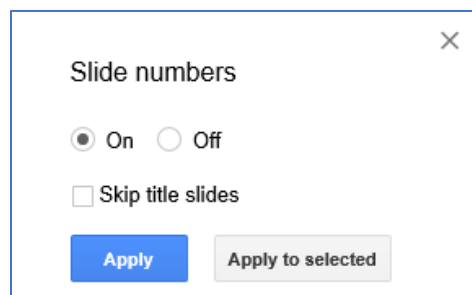 Slide numbers
On Off
Skip title slides
Apply Apply to selected